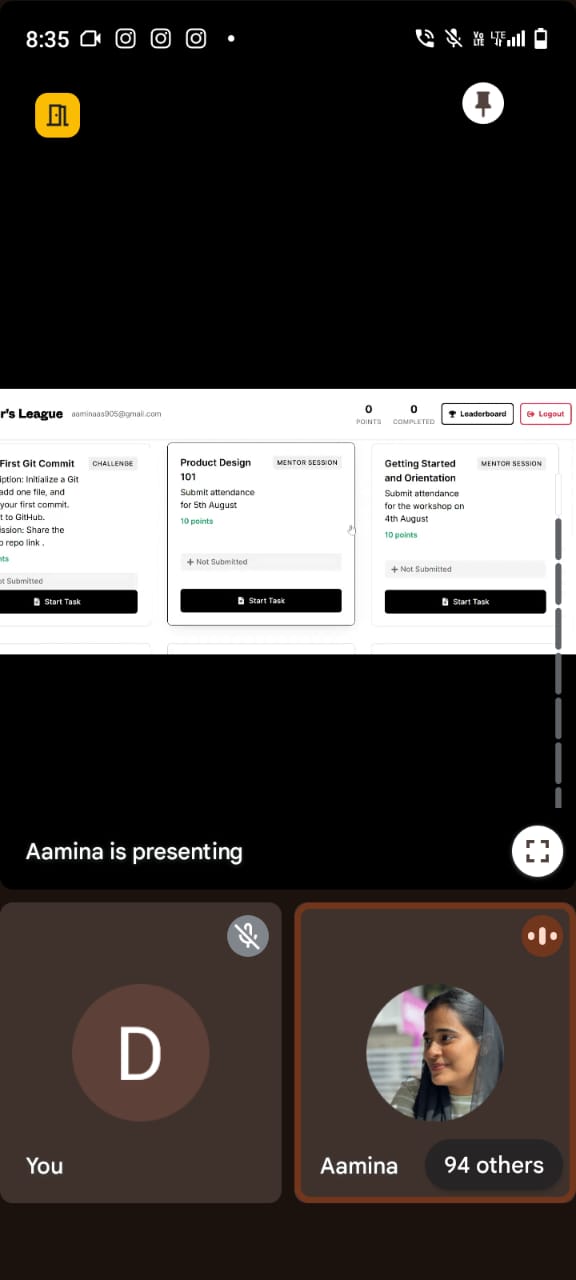 8:35
Vo LTE LTE
r's League aaminaas905@gmail.com
0 POINTS
0 COMPLETED
Leaderboard
Logout
First Git Commit
CHALLENGE
iption: Initialize a Git
add one file, and
your first commit.
t to GitHub.
ission: Share the
o repo link .
nts
ot Submitted
Start Task
Product Design
101
MENTOR SESSION
Submit attendance
for 5th August
10 points
+ Not Submitted
Start Task
Getting Started
and Orientation
MENTOR SESSION
Submit attendance
for the workshop on
4th August
10 points
+ Not Submitted
Start Task
Aamina is presenting
D
You
Aamina
94 others